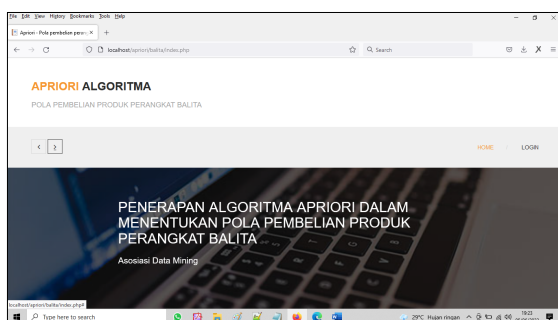 File Edit View History Bookmarks Tools Help
Apriori - Pola pembelian peran
localhost/apriori/balita/index.php
Search
APRIORI ALGORITMA
POLA PEMBELIAN PRODUK PERANGKAT BALITA
HOME
LOGIN
PENERAPAN ALGORITMA APRIORI DALAM
MENENTUKAN POLA PEMBELIAN PRODUK
PERANGKAT BALITA
Asosiasi Data Mining
localhost/apriori/balita/index.php#
Type here to search
29°C Hujan ringan
19:23